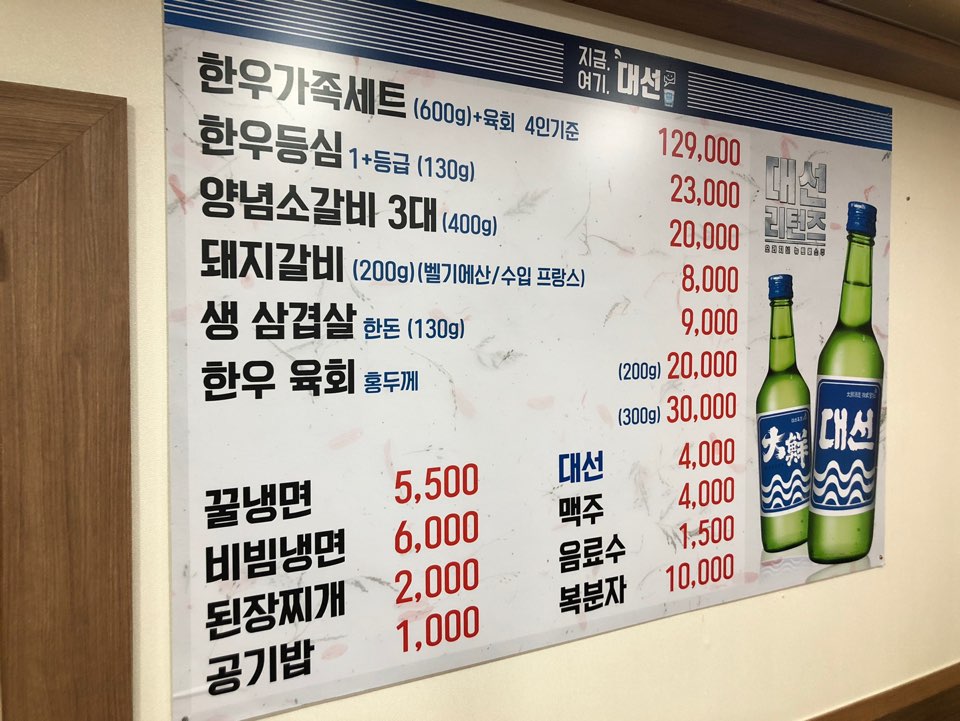 지금.
여기. 대선
한우가족세트 (600g)+육회 4인기준 129,000
한우등심 1+등급 (130g) 23,000
양념소갈비 3대 (400g) 20,000
돼지갈비 (200g)(벨기에산/수입 프랑스) 8,000
생 삼겹살 한돈 (130g) 9,000
한우 육회 홍두깨 (200g) 20,000
(300g) 30,000
꿀냉면 5,500
비빔냉면 6,000
된장찌개 2,000
공기밥 1,000
대선 4,000
맥주 4,000
음료수 1,500
복분자 10,000
대선
리턴즈
大鮮
대선